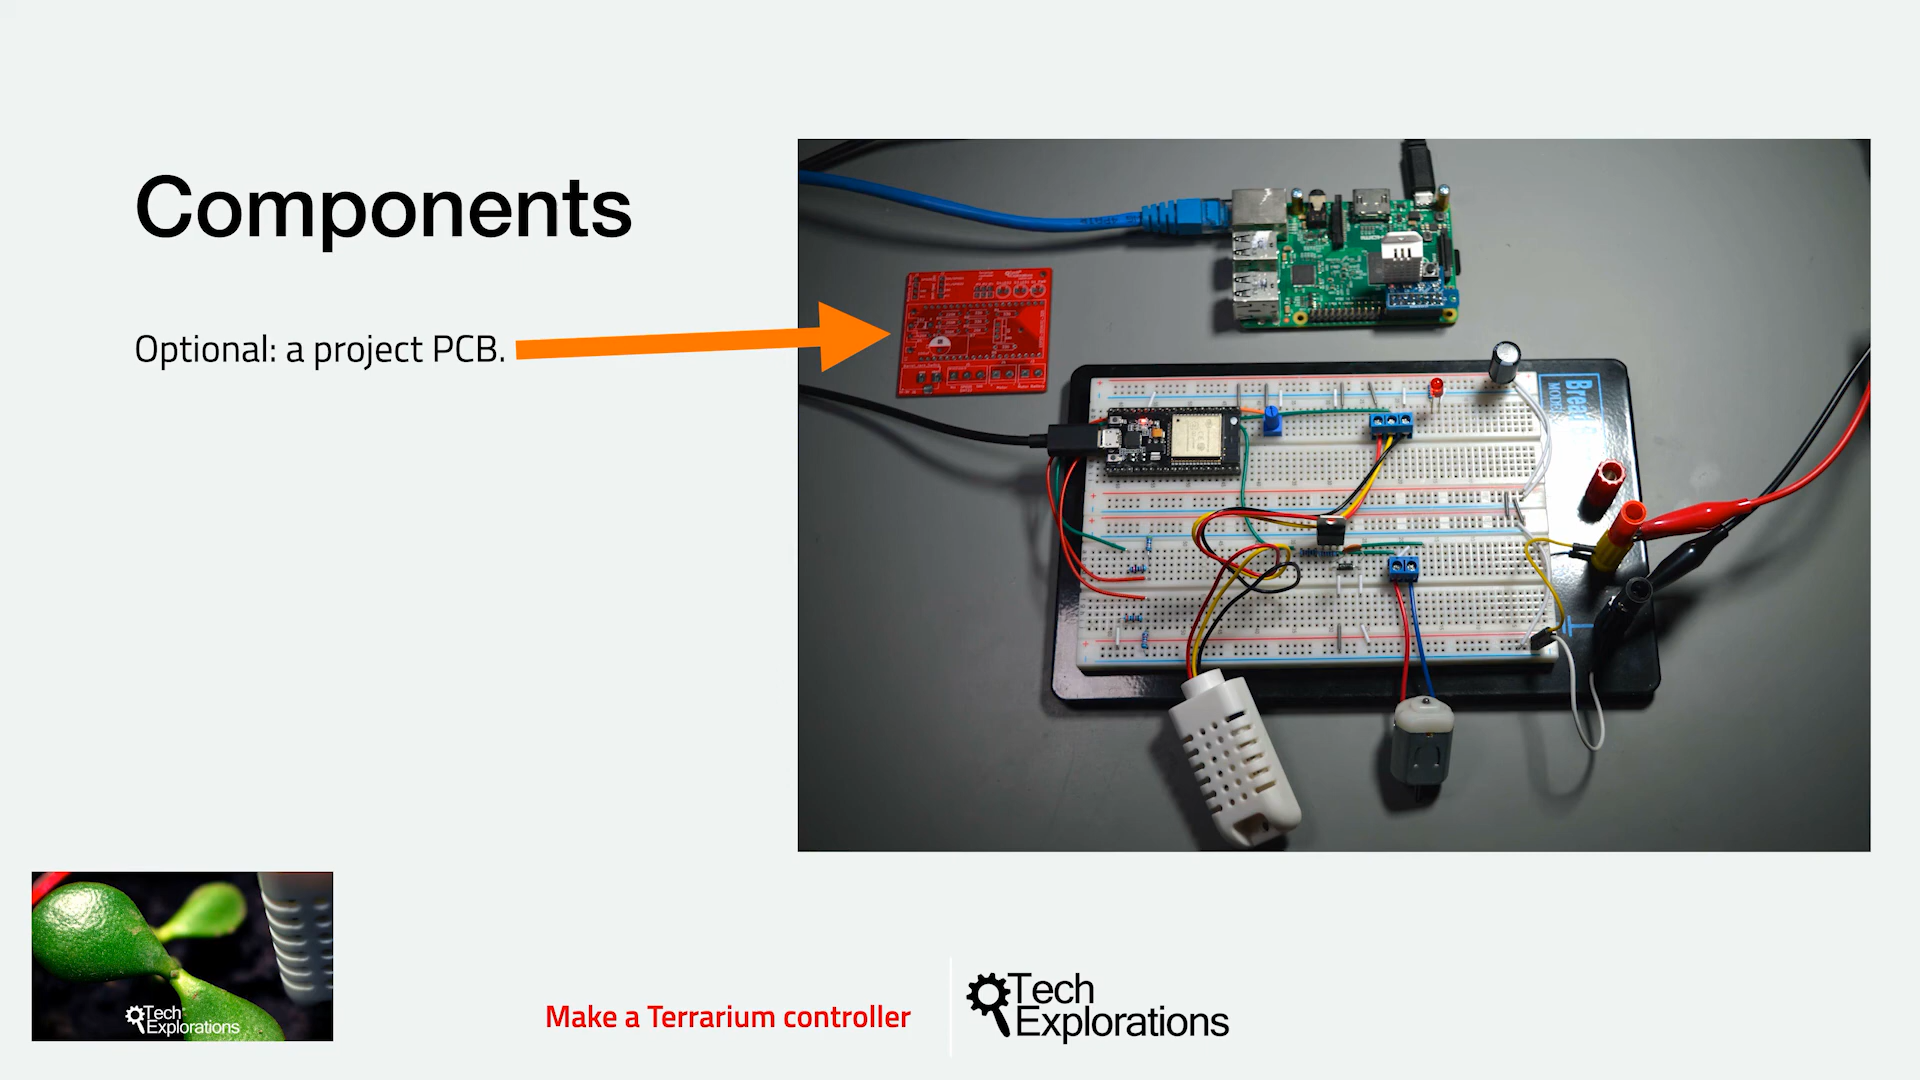 Components
Optional: a project PCB.
Tech
Explorations
Make a Terrarium controller
Tech
Explorations